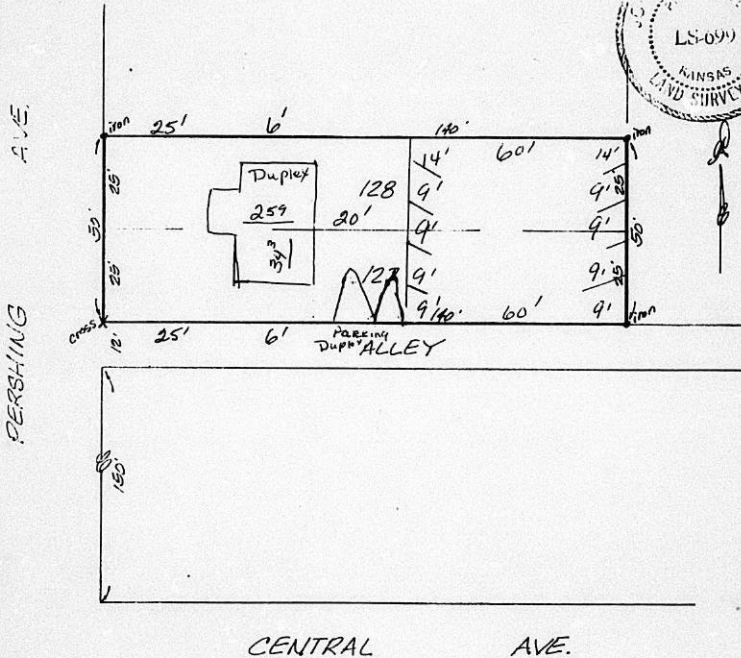 LS-699
KANSAS
LAND SURVEY
AVE.
iron 25' 6' 140' 60' iron
25' Duplex 14' 14'
128 9' 9' 25'
259
50' 20' 9' 9' 50'
34³
25' 127 9' 9' 25'
9' 9'
cross 25' 6' 140' 60' iron
12' Parking
Duplex ALLEY
PERSHING
150'
CENTRAL AVE.